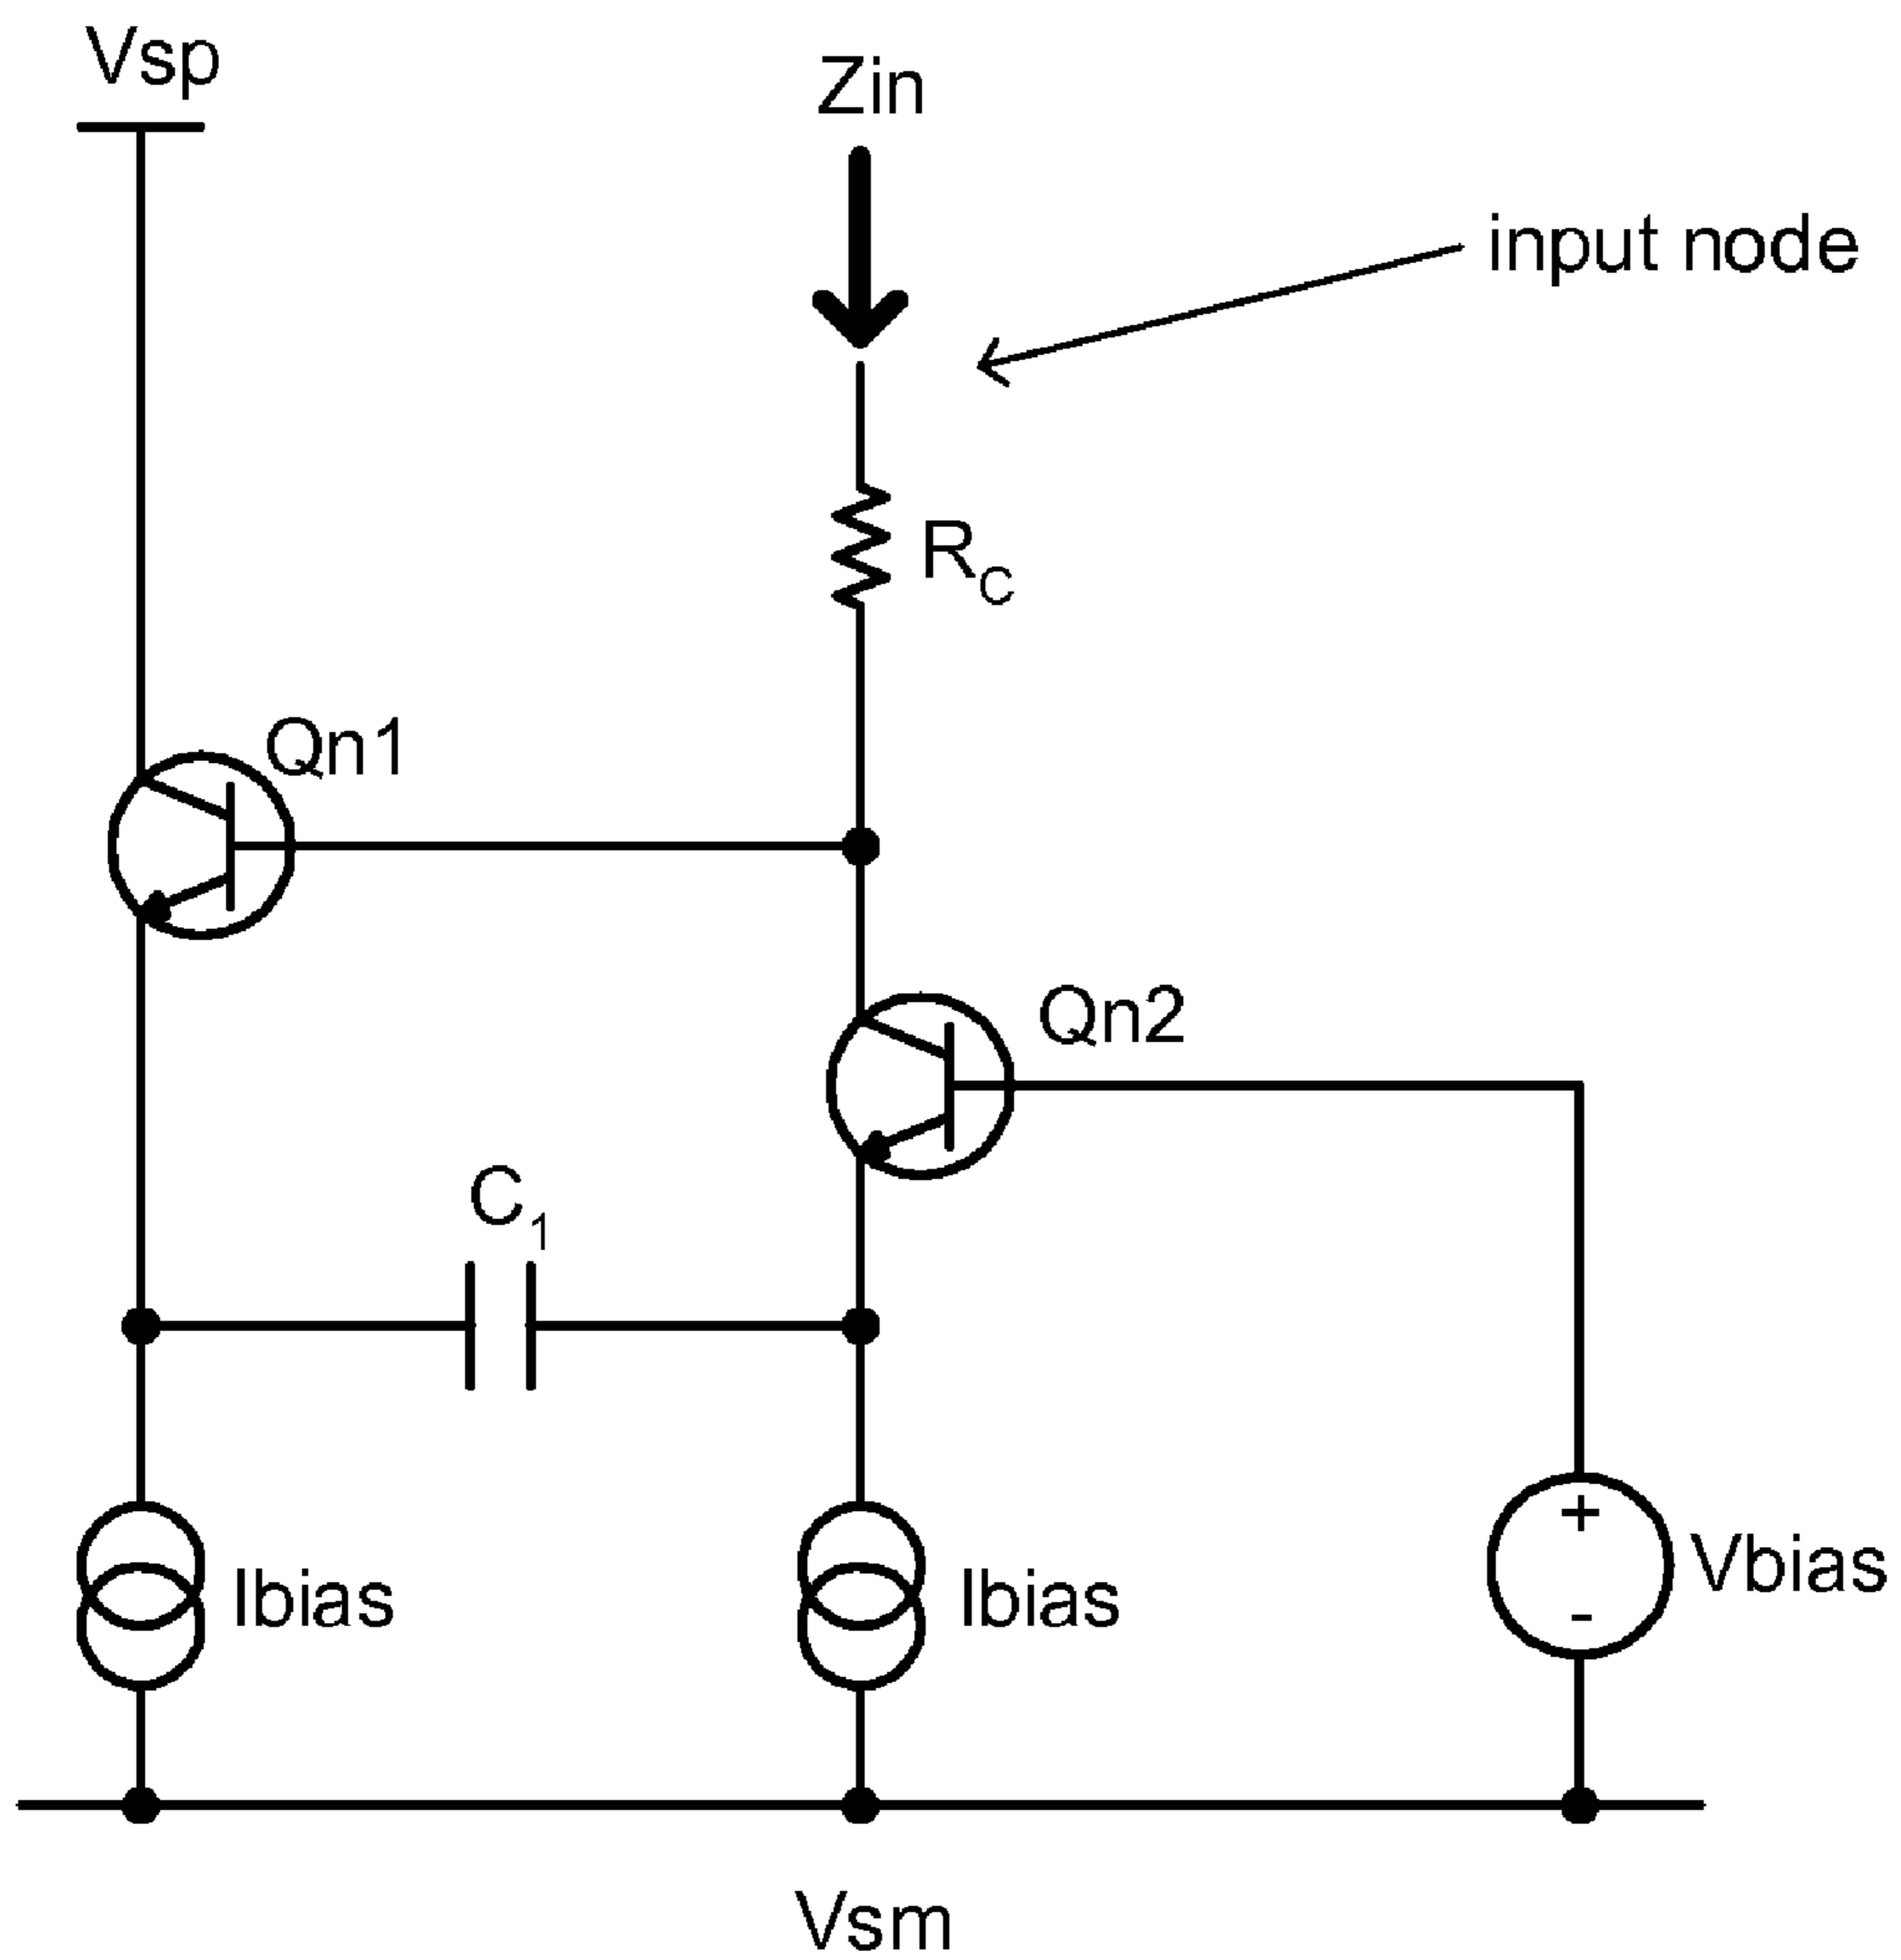 Vsp
Zin
input node
RC
Qn1
Qn2
C1
+
Ibias
Ibias
Vbias
-
Vsm